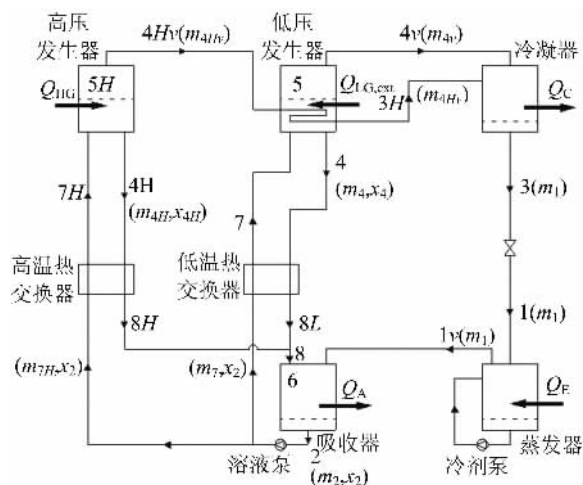 高压
发生器
4Hv(m4Hv)
低压
发生器
4v(m4v)
冷凝器
5H
QHG
5
QLG,ext
3H
(m4Hv)
QC
7H
4H
(m4H,x4H)
7
4
(m4,x4)
3(m1)
高温热
交换器
低温热
交换器
8H
8L
1(m1)
1v(m1)
8
6
(m7H,x2)
(m7,x2)
QA
QE
溶液泵
2
吸收器
(m2,x2)
冷剂泵
蒸发器